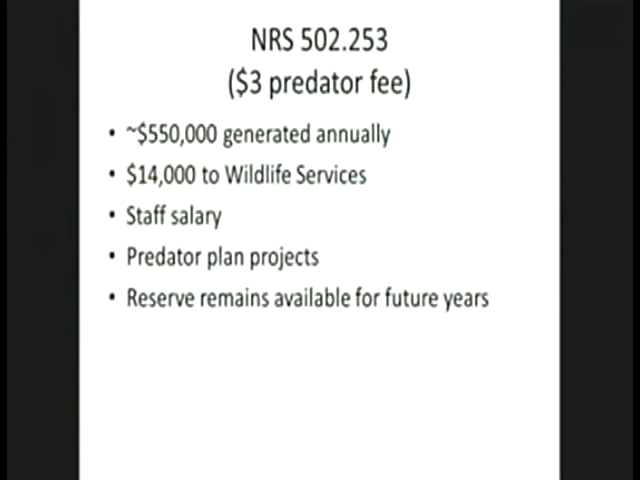 NRS 502.253
($3 predator fee)
• ~$550,000 generated annually
• $14,000 to Wildlife Services
• Staff salary
• Predator plan projects
• Reserve remains available for future years